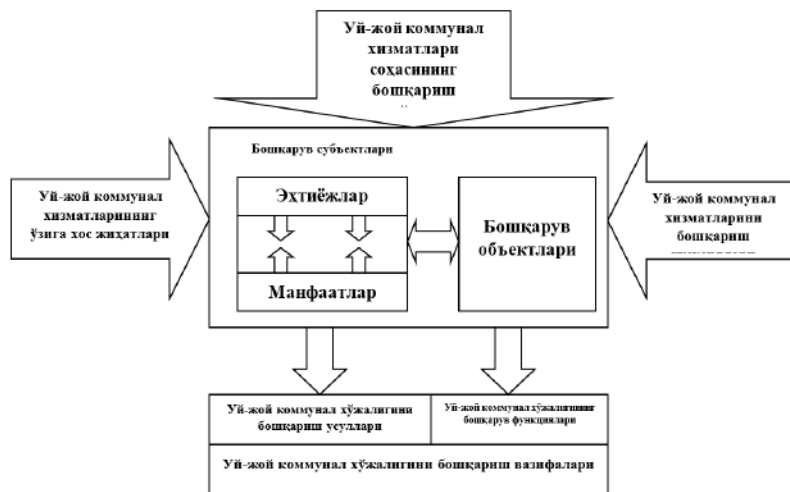 Уй-жой коммунал
хизматлари
соҳасининг
бошқариш
Бошқарув субъектлари
Уй-жой коммунал
хизматларининг
ўзига хос жиҳатлари
Эҳтиёжлар
Манфаатлар
Бошқарув
объектлари
Уй-жой коммунал
хизматларини
бошқариш
Уй-жой коммунал хўжалигини
бошқариш усуллари
Уй-жой коммунал хўжалигининг
бошқарув функциялари
Уй-жой коммунал хўжалигини бошқариш вазифалари